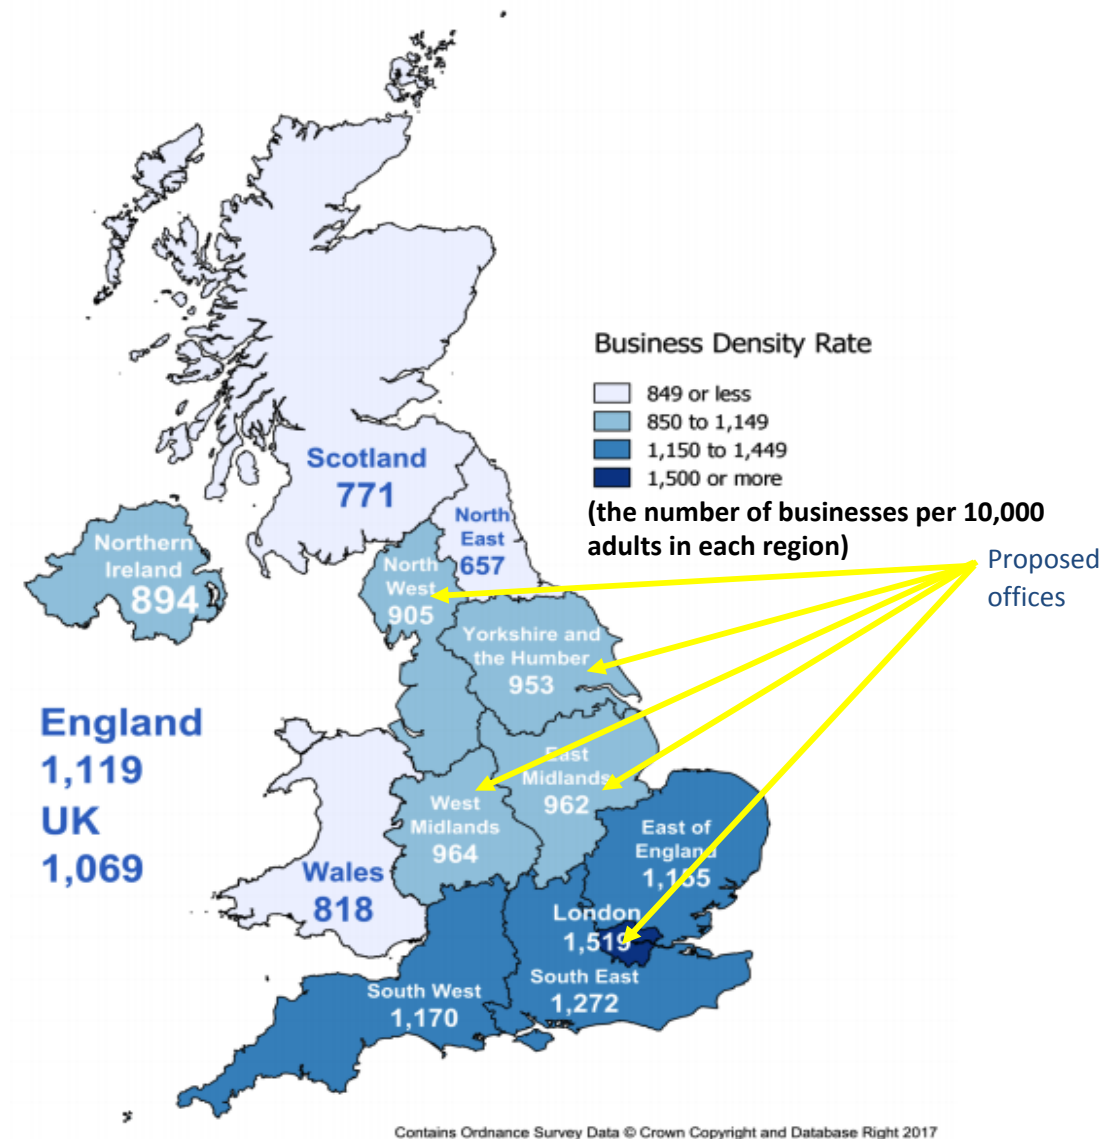 Business Density Rate
849 or less
850 to 1,149
1,150 to 1,449
1,500 or more
(the number of businesses per 10,000
adults in each region)
Proposed
offices
Scotland
771
North
East
657
Northern
Ireland
894
North
West
905
Yorkshire and
the Humber
953
England
1,119
UK
1,069
East
Midlands
962
West
Midlands
964
East of
England
1,155
Wales
818
London
1,519
South East
1,272
South West
1,170
Contains Ordnance Survey Data © Crown Copyright and Database Right 2017